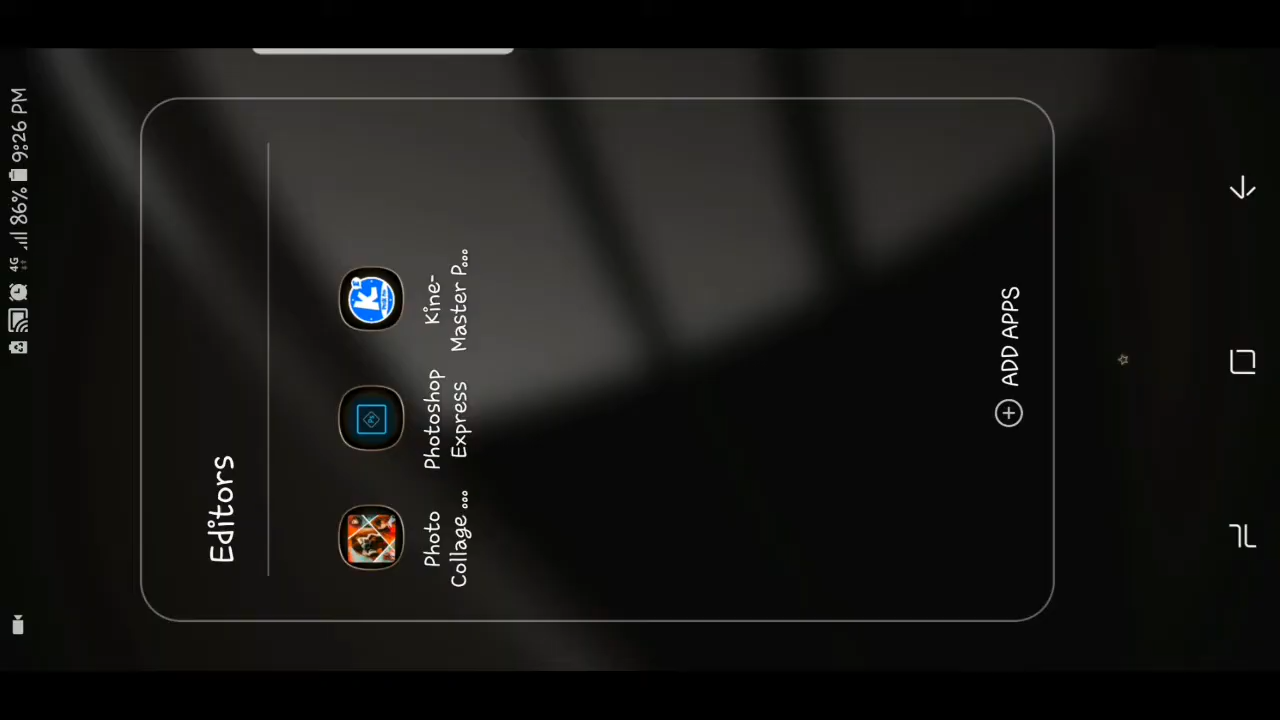 4G 86% 9:26 PM
Editors
Photo
Collage ...
Photoshop
Express
Kine-
Master P...
ADD APPS